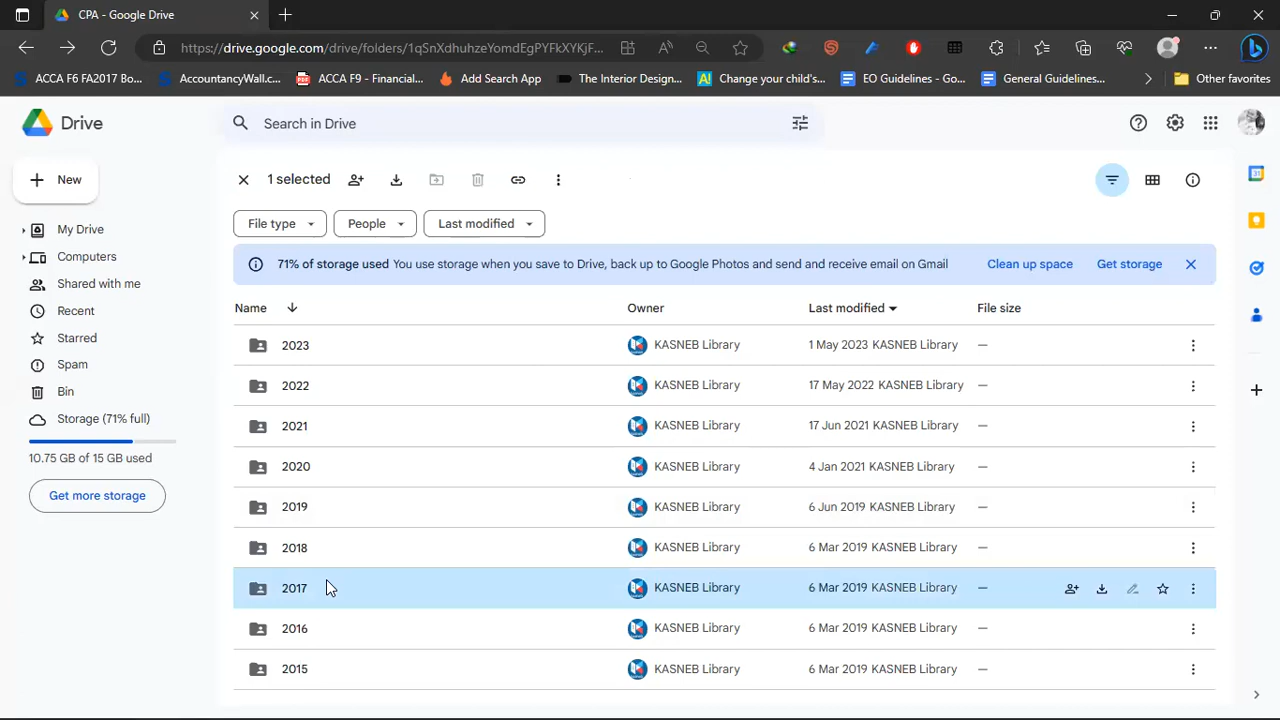 CPA - Google Drive
https://drive.google.com/drive/folders/1qSnXdhuhzeYomdEgPYFkXYKjF...
ACCA F6 FA2017 Bo...
AccountancyWall.c...
ACCA F9 - Financial...
Add Search App
The Interior Design...
Change your child's...
EO Guidelines - Go...
General Guidelines...
Other favorites
Drive
Search in Drive
New
1 selected
My Drive
Computers
Shared with me
Recent
Starred
Spam
Bin
Storage (71% full)
10.75 GB of 15 GB used
Get more storage
File type
People
Last modified
71% of storage used You use storage when you save to Drive, back up to Google Photos and send and receive email on Gmail
Clean up space
Get storage
Name Owner Last modified File size
2023 KASNEB Library 1 May 2023 KASNEB Library —
2022 KASNEB Library 17 May 2022 KASNEB Library —
2021 KASNEB Library 17 Jun 2021 KASNEB Library —
2020 KASNEB Library 4 Jan 2021 KASNEB Library —
2019 KASNEB Library 6 Jun 2019 KASNEB Library —
2018 KASNEB Library 6 Mar 2019 KASNEB Library —
2017 KASNEB Library 6 Mar 2019 KASNEB Library —
2016 KASNEB Library 6 Mar 2019 KASNEB Library —
2015 KASNEB Library 6 Mar 2019 KASNEB Library —